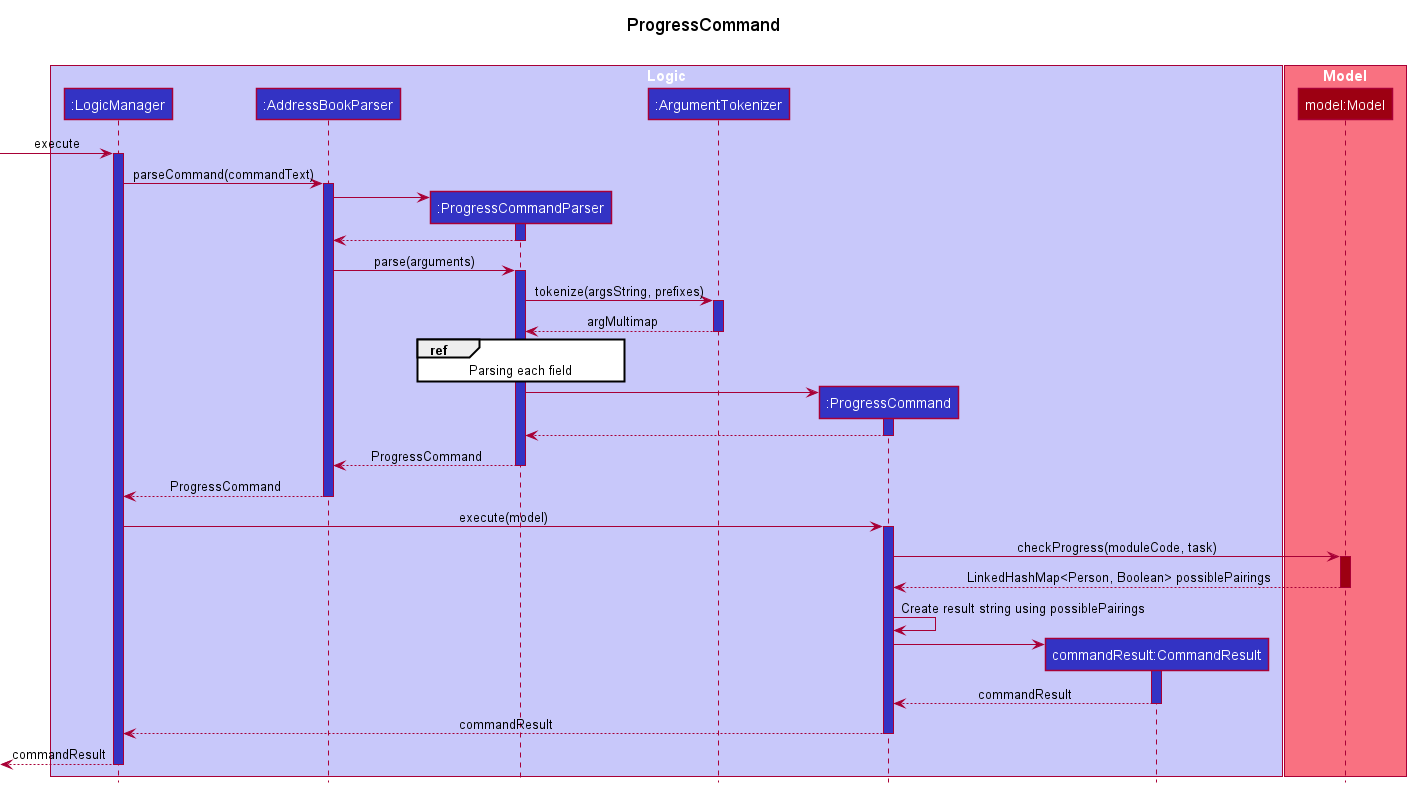 ProgressCommand
Logic
Model
:LogicManager
:AddressBookParser
:ArgumentTokenizer
model:Model
execute
parseCommand(commandText)
:ProgressCommandParser
parse(arguments)
tokenize(argsString, prefixes)
argMultimap
ref
Parsing each field
:ProgressCommand
ProgressCommand
ProgressCommand
execute(model)
checkProgress(moduleCode, task)
LinkedHashMap<Person, Boolean> possiblePairings
Create result string using possiblePairings
commandResult:CommandResult
commandResult
commandResult
commandResult